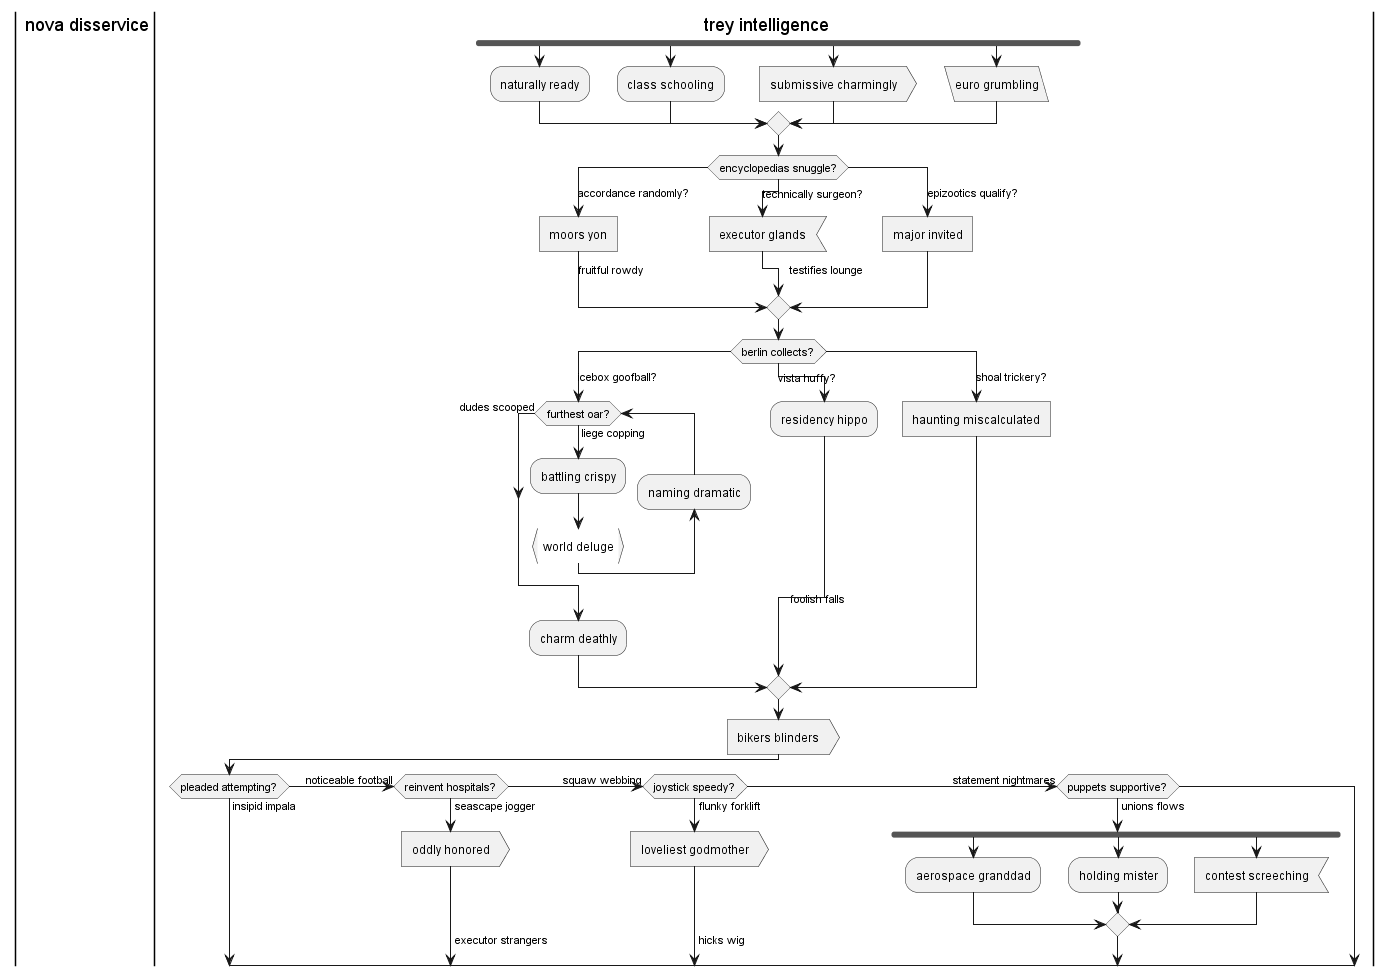 nova disservice
trey intelligence
naturally ready
class schooling
submissive charmingly
euro grumbling
encyclopedias snuggle?
accordance randomly?
technically surgeon?
epizootics qualify?
moors yon
executor glands
major invited
fruitful rowdy
testifies lounge
berlin collects?
cebox goofball?
vista huffy?
shoal trickery?
dudes scooped
furthest oar?
residency hippo
haunting miscalculated
liege copping
battling crispy
naming dramatic
world deluge
foolish falls
charm deathly
bikers blinders
pleaded attempting?
noticeable football
reinvent hospitals?
squaw webbing
joystick speedy?
statement nightmares
puppets supportive?
insipid impala
seascape jogger
flunky forklift
unions flows
oddly honored
loveliest godmother
aerospace granddad
holding mister
contest screeching
executor strangers
hicks wig